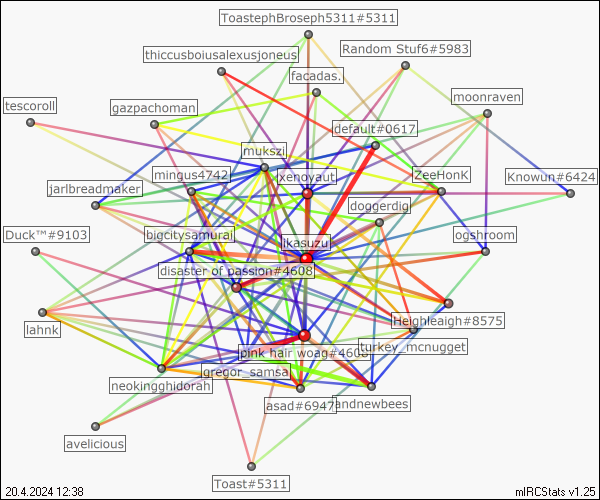 ToastephBroseph5311#5311
thiccusboiusalexusjoneus
Random Stuf6#5983
facadas.
moonraven
tescoroll
gazpachoman
default#0617
mukszi
mingus4742
xenoyaut
ZeeHonK
Knowun#6424
jarlbreadmaker
doggerdig
Duck™#9103
bigcitysamurai
Ikasuzu
ogshroom
disaster of passion#4608
lahnk
Heighleaigh#8575
turkey_mcnugget
pink hair woag#4608
gregor_samsa
neokingghidorah
asad#6947
andnewbees
avelicious
Toast#5311
20.4.2024 12:38
mIRCStats v1.25